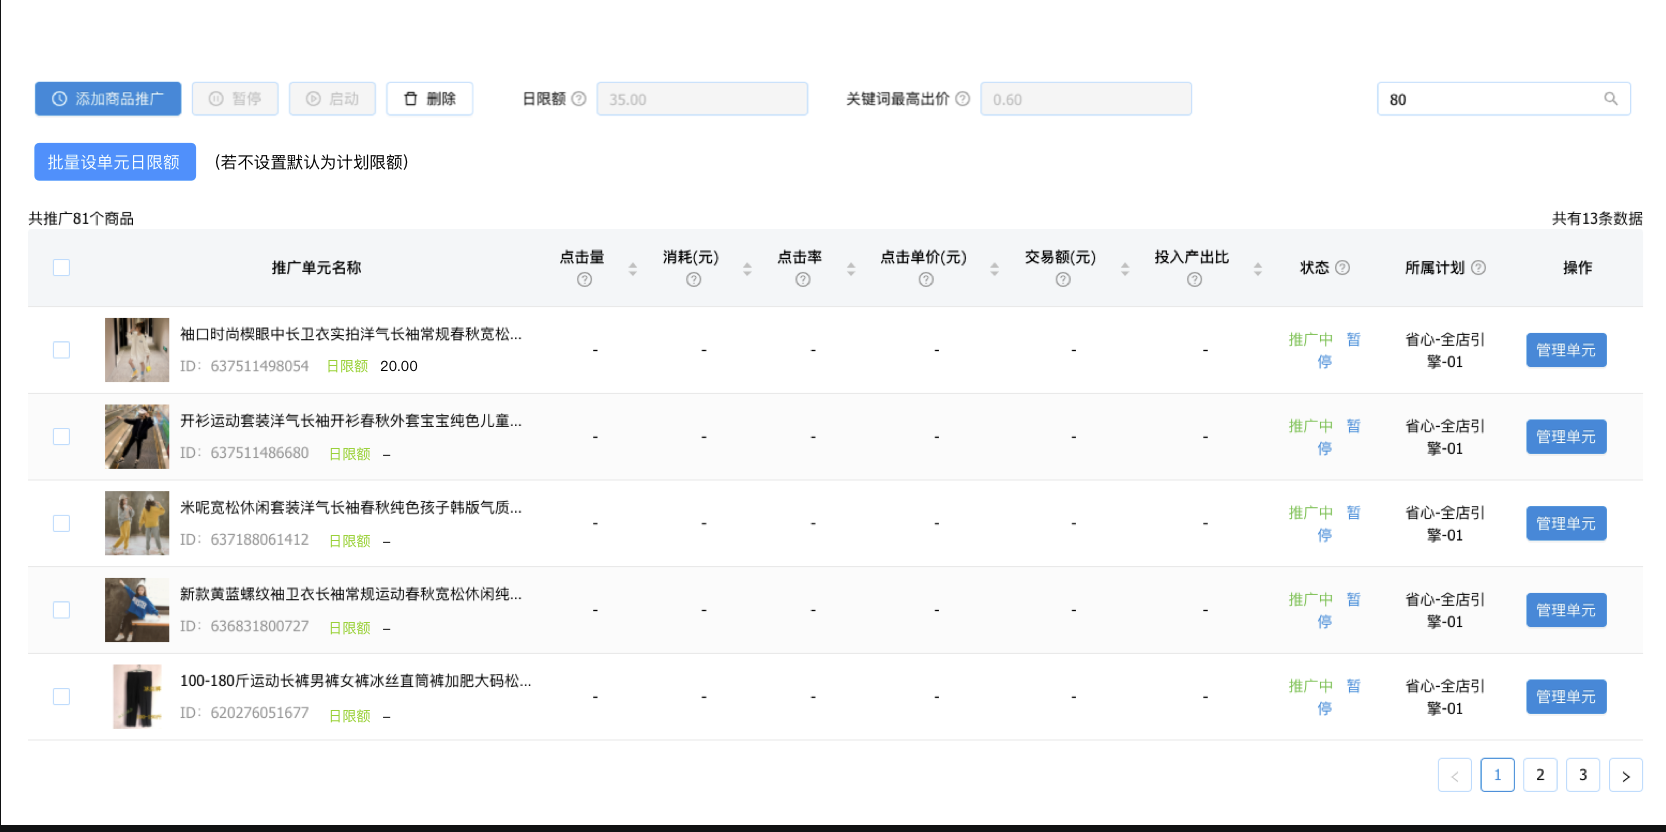 添加商品推广 暂停 启动 删除 日限额 35.00 关键词最高出价 0.60 80
批量设单元日限额 (若不设置默认为计划限额)
共推广81个商品 共有13条数据
推广单元名称 点击量 消耗(元) 点击率 点击单价(元) 交易额(元) 投入产出比 状态 所属计划 操作
袖口时尚楔眼中长卫衣实拍洋气长袖常规春秋宽松...
ID: 637511498054 日限额 20.00
- - - - - - 推广中 暂停 省心-全店引擎-01 管理单元
开衫运动套装洋气长袖开衫春秋外套宝宝纯色儿童...
ID: 637511486680 日限额 –
- - - - - - 推广中 暂停 省心-全店引擎-01 管理单元
米呢宽松休闲套装洋气长袖春秋纯色孩子韩版气质...
ID: 637188061412 日限额 –
- - - - - - 推广中 暂停 省心-全店引擎-01 管理单元
新款黄蓝螺纹袖卫衣长袖常规运动春秋宽松休闲纯...
ID: 636831800727 日限额 –
- - - - - - 推广中 暂停 省心-全店引擎-01 管理单元
100-180斤运动长裤男裤女裤冰丝直筒裤加肥大码松...
ID: 620276051677 日限额 –
- - - - - - 推广中 暂停 省心-全店引擎-01 管理单元
< 1 2 3 >